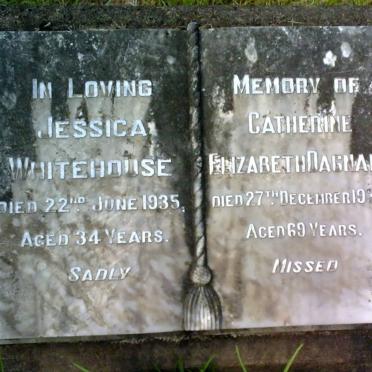 In Loving
Jessica
Whitehouse
Died 22nd June 1935,
Aged 34 Years.
Sadly
Memory of
Catherine
Elizabeth
Died 27th December
Aged 69 Years.
Missed